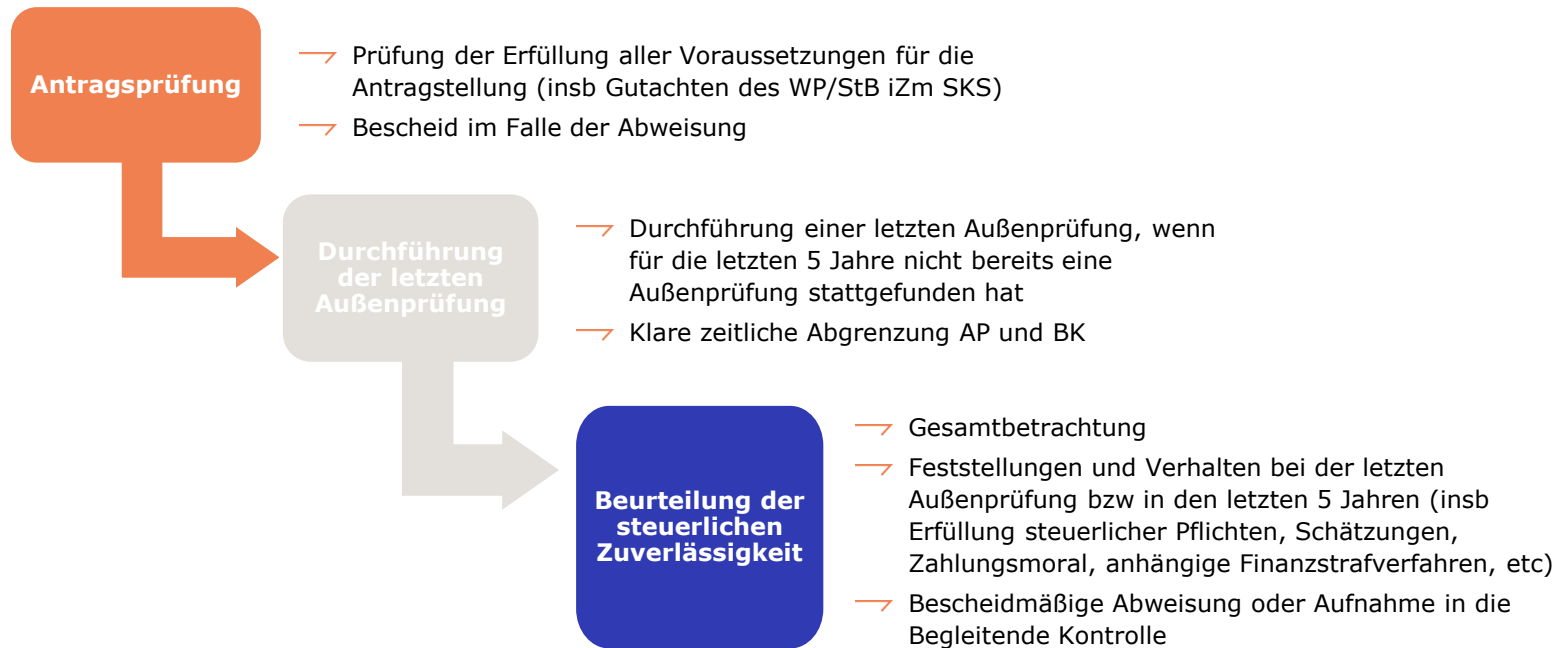 Antragsprüfung
Prüfung der Erfüllung aller Voraussetzungen für die
Antragstellung (insb Gutachten des WP/StB iZm SKS)
Bescheid im Falle der Abweisung
Durchführung
der letzten
Außenprüfung
Durchführung einer letzten Außenprüfung, wenn
für die letzten 5 Jahre nicht bereits eine
Außenprüfung stattgefunden hat
Klare zeitliche Abgrenzung AP und BK
Beurteilung der
steuerlichen
Zuverlässigkeit
Gesamtbetrachtung
Feststellungen und Verhalten bei der letzten
Außenprüfung bzw in den letzten 5 Jahren (insb
Erfüllung steuerlicher Pflichten, Schätzungen,
Zahlungsmoral, anhängige Finanzstrafverfahren, etc)
Bescheidmäßige Abweisung oder Aufnahme in die
Begleitende Kontrolle